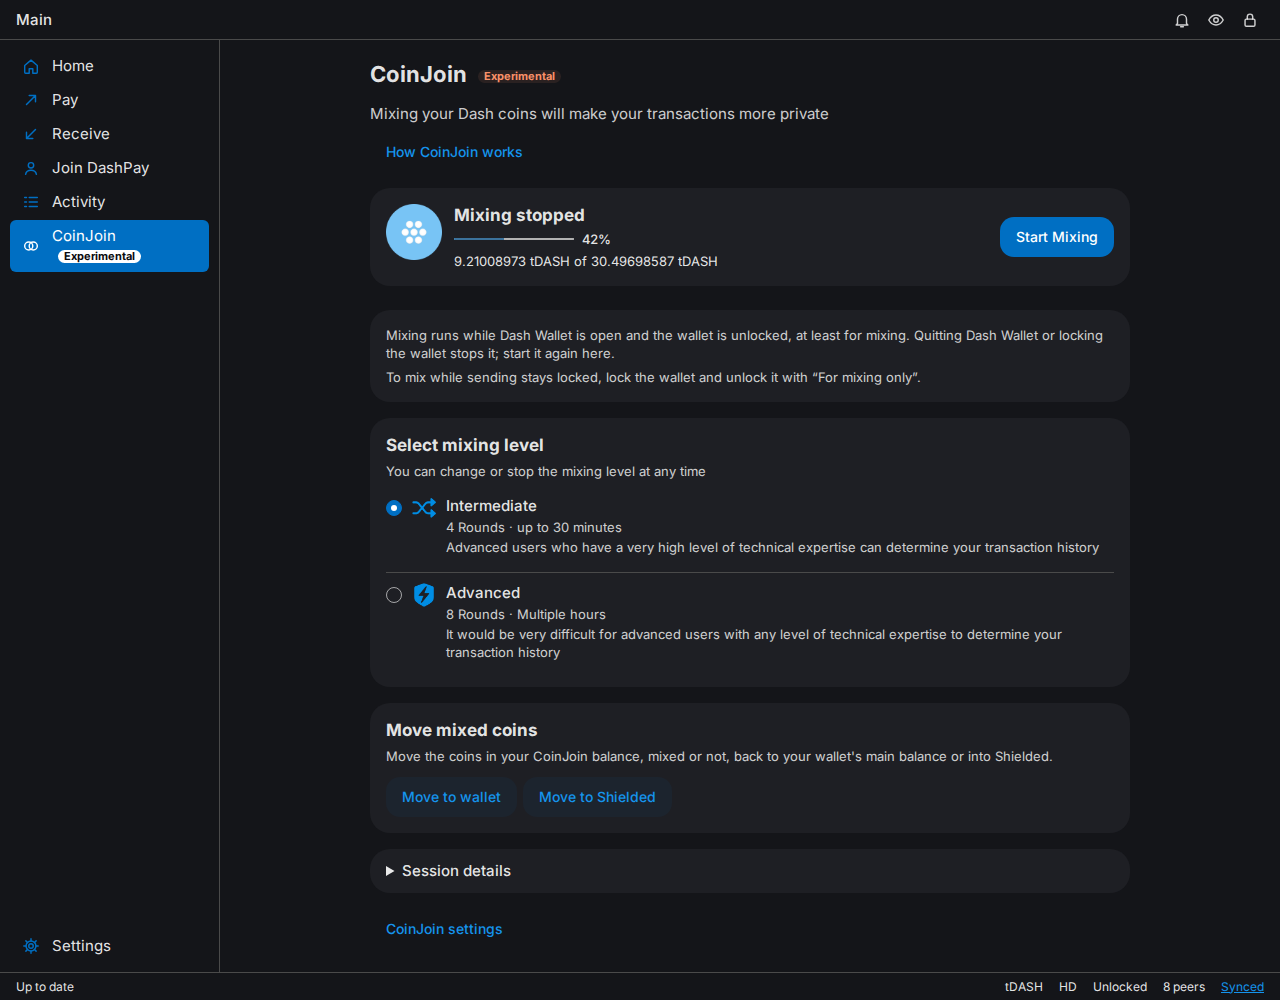 Main
Home
Pay
Receive
Join DashPay
Activity
CoinJoin
Experimental
Settings
CoinJoin Experimental
Mixing your Dash coins will make your transactions more private
How CoinJoin works
Mixing stopped
42%
9.21008973 tDASH of 30.49698587 tDASH
Start Mixing
Mixing runs while Dash Wallet is open and the wallet is unlocked, at least for mixing. Quitting Dash Wallet or locking
the wallet stops it; start it again here.
To mix while sending stays locked, lock the wallet and unlock it with “For mixing only”.
Select mixing level
You can change or stop the mixing level at any time
Intermediate
4 Rounds · up to 30 minutes
Advanced users who have a very high level of technical expertise can determine your transaction history
Advanced
8 Rounds · Multiple hours
It would be very difficult for advanced users with any level of technical expertise to determine your
transaction history
Move mixed coins
Move the coins in your CoinJoin balance, mixed or not, back to your wallet's main balance or into Shielded.
Move to wallet Move to Shielded
Session details
CoinJoin settings
Up to date
tDASH HD Unlocked 8 peers Synced